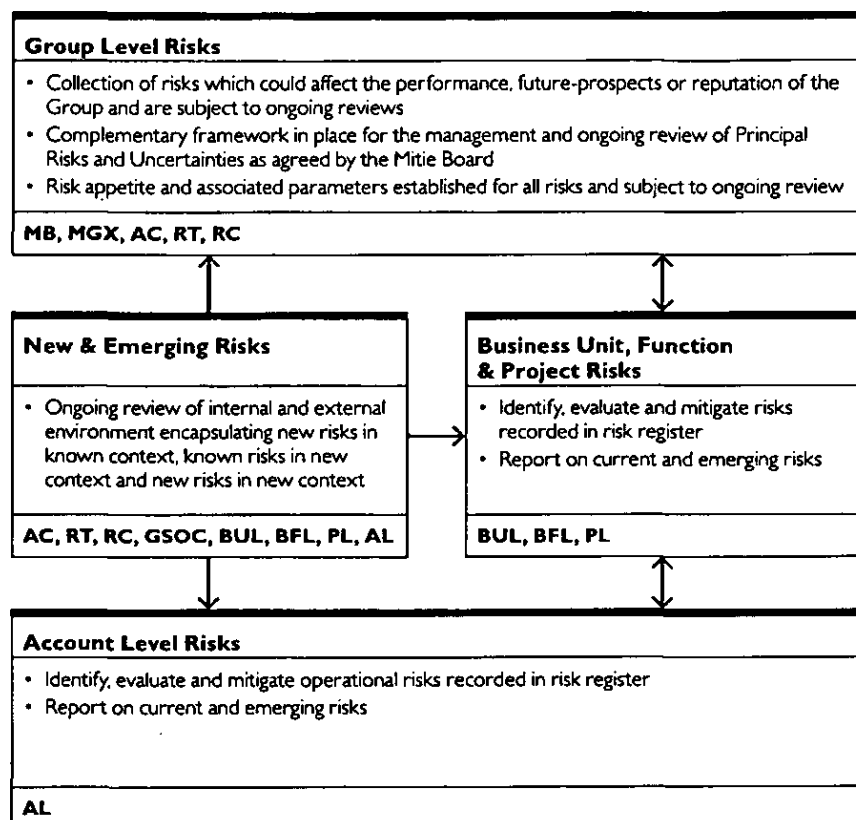 Group Level Risks
• Collection of risks which could affect the performance, future-prospects or reputation of the
Group and are subject to ongoing reviews
• Complementary framework in place for the management and ongoing review of Principal
Risks and Uncertainties as agreed by the Mitie Board
• Risk appetite and associated parameters established for all risks and subject to ongoing review
MB, MGX, AC, RT, RC
New & Emerging Risks
• Ongoing review of internal and external
environment encapsulating new risks in
known context, known risks in new
context and new risks in new context
AC, RT, RC, GSOC, BUL, BFL, PL, AL
Business Unit, Function
& Project Risks
• Identify, evaluate and mitigate risks
recorded in risk register
• Report on current and emerging risks
BUL, BFL, PL
Account Level Risks
• Identify, evaluate and mitigate operational risks recorded in risk register
• Report on current and emerging risks
AL